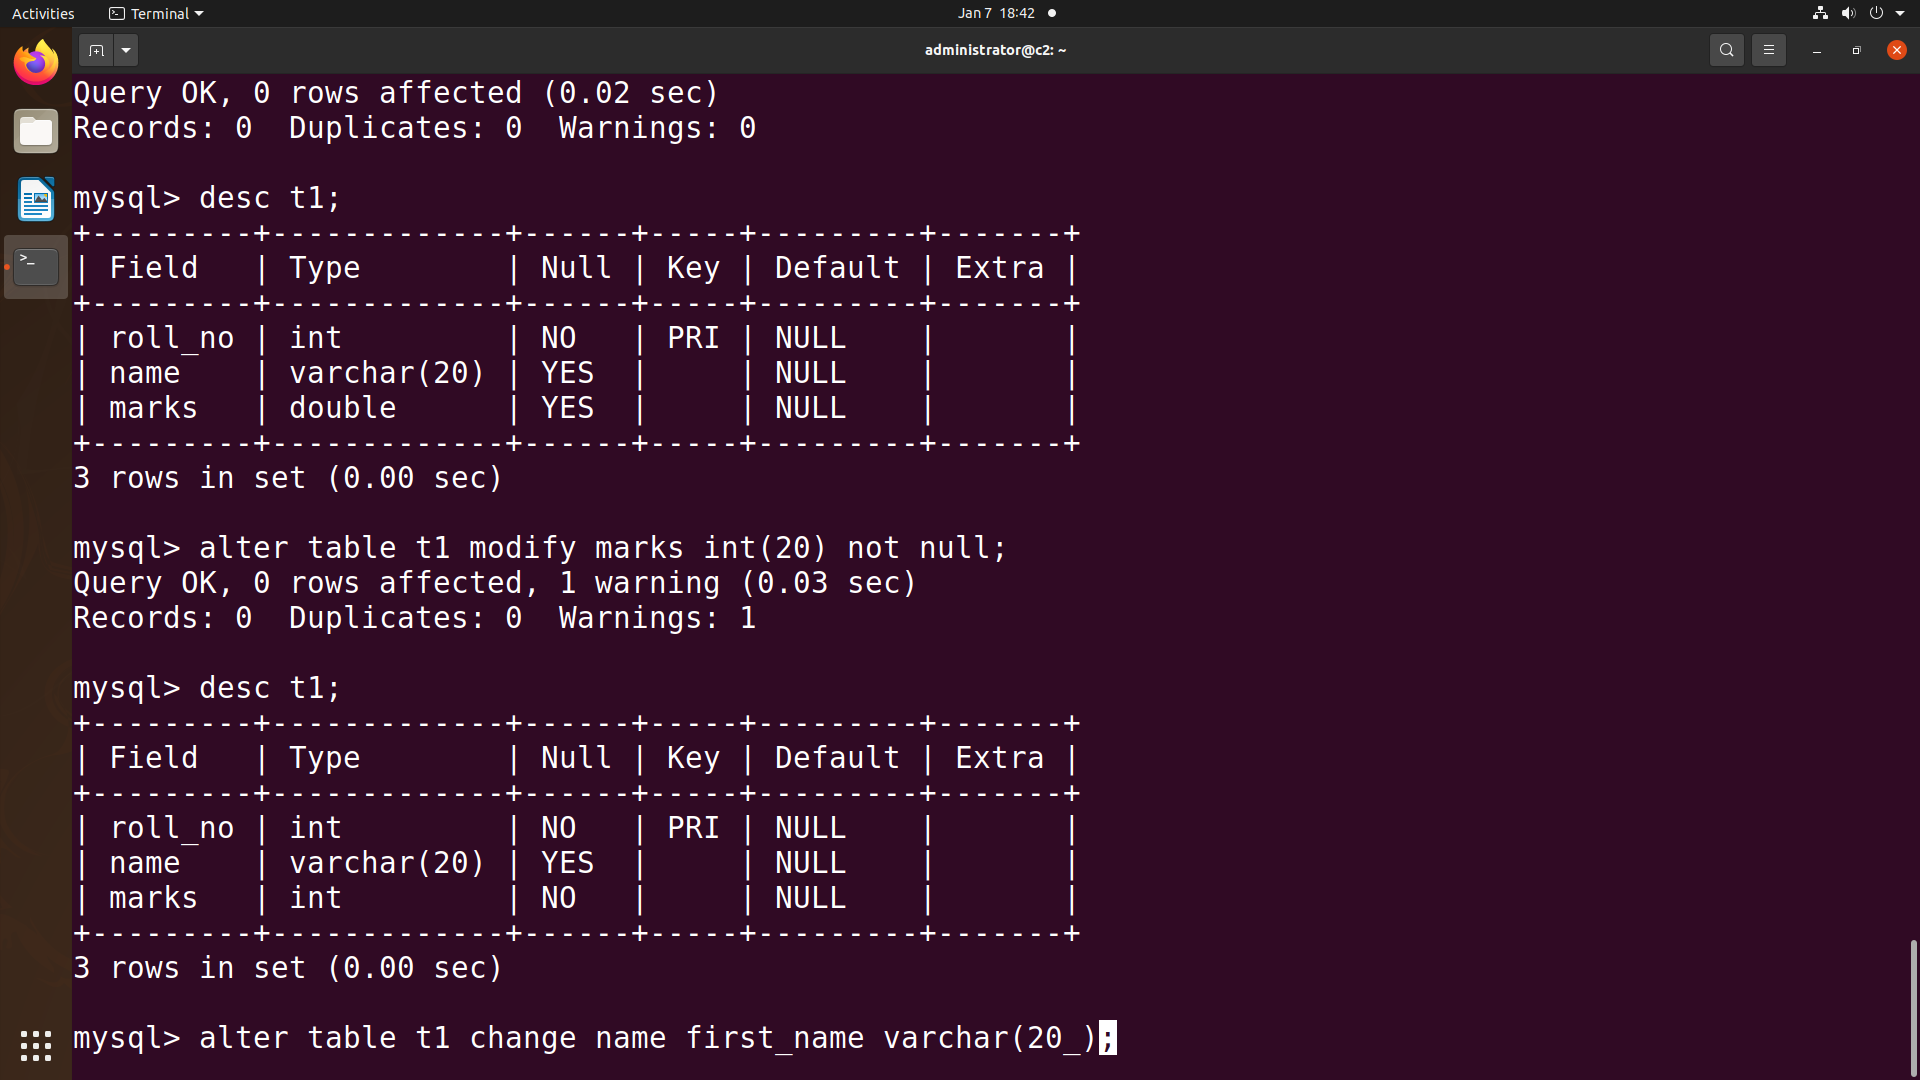 Activities Terminal Jan 7 18:42
administrator@c2: ~
Query OK, 0 rows affected (0.02 sec)
Records: 0  Duplicates: 0  Warnings: 0
mysql> desc t1;
+---------+-------------+------+-----+---------+-------+
| Field   | Type        | Null | Key | Default | Extra |
+---------+-------------+------+-----+---------+-------+
| roll_no | int         | NO   | PRI | NULL    |       |
| name    | varchar(20) | YES  |     | NULL    |       |
| marks   | double      | YES  |     | NULL    |       |
+---------+-------------+------+-----+---------+-------+
3 rows in set (0.00 sec)
mysql> alter table t1 modify marks int(20) not null;
Query OK, 0 rows affected, 1 warning (0.03 sec)
Records: 0  Duplicates: 0  Warnings: 1
mysql> desc t1;
+---------+-------------+------+-----+---------+-------+
| Field   | Type        | Null | Key | Default | Extra |
+---------+-------------+------+-----+---------+-------+
| roll_no | int         | NO   | PRI | NULL    |       |
| name    | varchar(20) | YES  |     | NULL    |       |
| marks   | int         | NO   |     | NULL    |       |
+---------+-------------+------+-----+---------+-------+
3 rows in set (0.00 sec)
mysql> alter table t1 change name first_name varchar(20_);